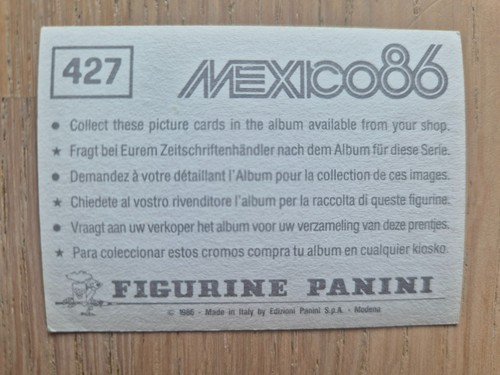 427
MEXICO86
● Collect these picture cards in the album available from your shop.
★ Fragt bei Eurem Zeitschriftenhändler nach dem Album für diese Serie.
● Demandez à votre détaillant l'Album pour la collection de ces images.
★ Chiedete al vostro rivenditore l'album per la raccolta di queste figurine.
● Vraagt aan uw verkoper het album voor uw verzameling van deze prentjes.
★ Para coleccionar estos cromos compra tu album en cualquier kiosko.
FIGURINE PANINI
© 1986 - Made in Italy by Edizioni Panini S.p.A. - Modena